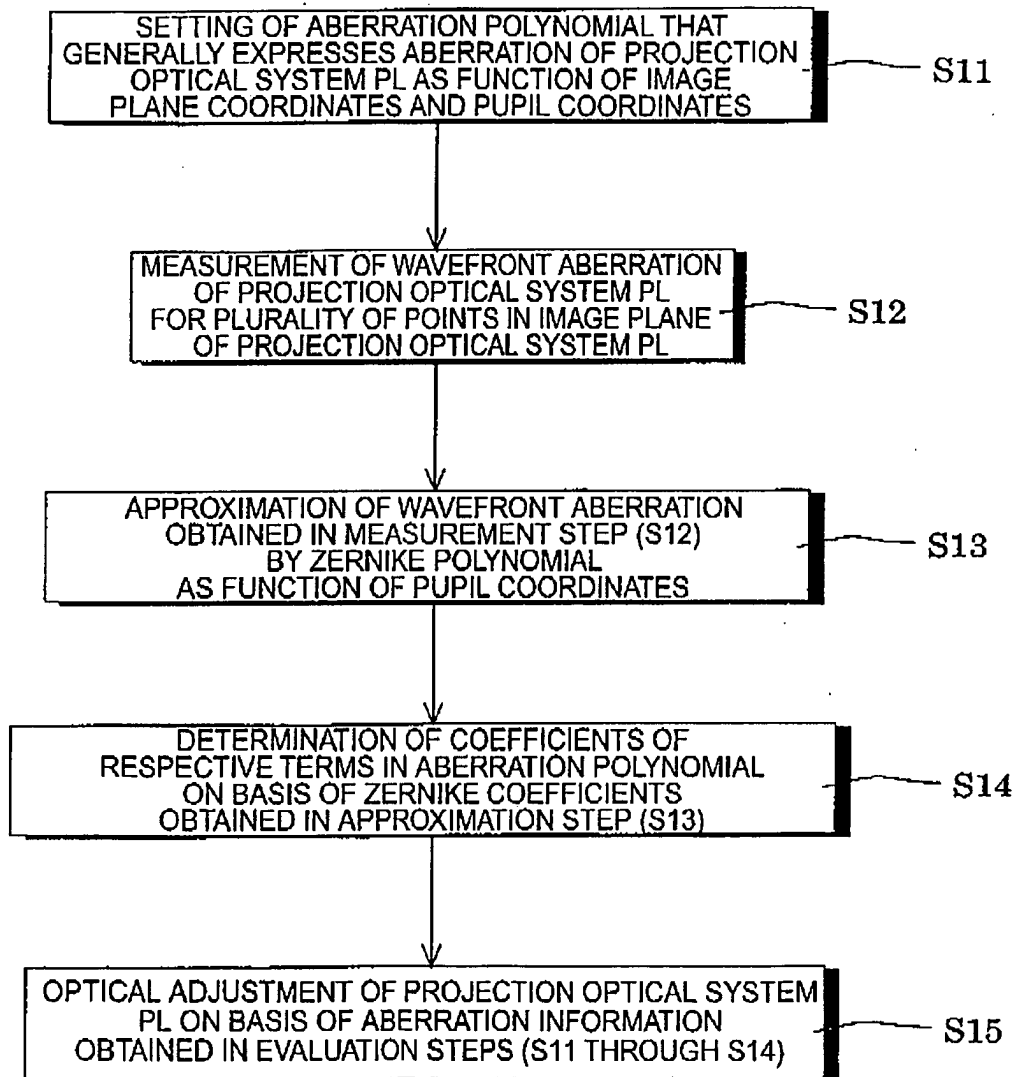 SETTING OF ABERRATION POLYNOMIAL THAT
GENERALLY EXPRESSES ABERRATION OF PROJECTION
OPTICAL SYSTEM PL AS FUNCTION OF IMAGE
PLANE COORDINATES AND PUPIL COORDINATES
S11
MEASUREMENT OF WAVEFRONT ABERRATION
OF PROJECTION OPTICAL SYSTEM PL
FOR PLURALITY OF POINTS IN IMAGE PLANE
OF PROJECTION OPTICAL SYSTEM PL
S12
APPROXIMATION OF WAVEFRONT ABERRATION
OBTAINED IN MEASUREMENT STEP (S12)
BY ZERNIKE POLYNOMIAL
AS FUNCTION OF PUPIL COORDINATES
S13
DETERMINATION OF COEFFICIENTS OF
RESPECTIVE TERMS IN ABERRATION POLYNOMIAL
ON BASIS OF ZERNIKE COEFFICIENTS
OBTAINED IN APPROXIMATION STEP (S13)
S14
OPTICAL ADJUSTMENT OF PROJECTION OPTICAL SYSTEM
PL ON BASIS OF ABERRATION INFORMATION
OBTAINED IN EVALUATION STEPS (S11 THROUGH S14)
S15